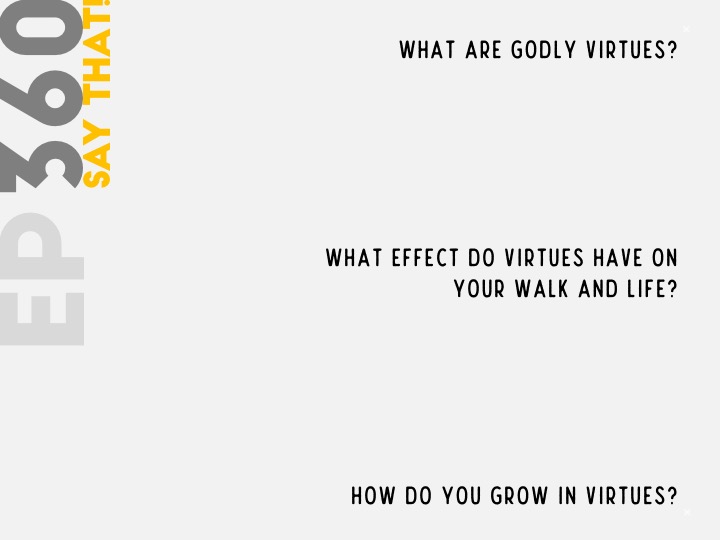 EP 360
SAY THAT!
WHAT ARE GODLY VIRTUES?
WHAT EFFECT DO VIRTUES HAVE ON
YOUR WALK AND LIFE?
HOW DO YOU GROW IN VIRTUES?